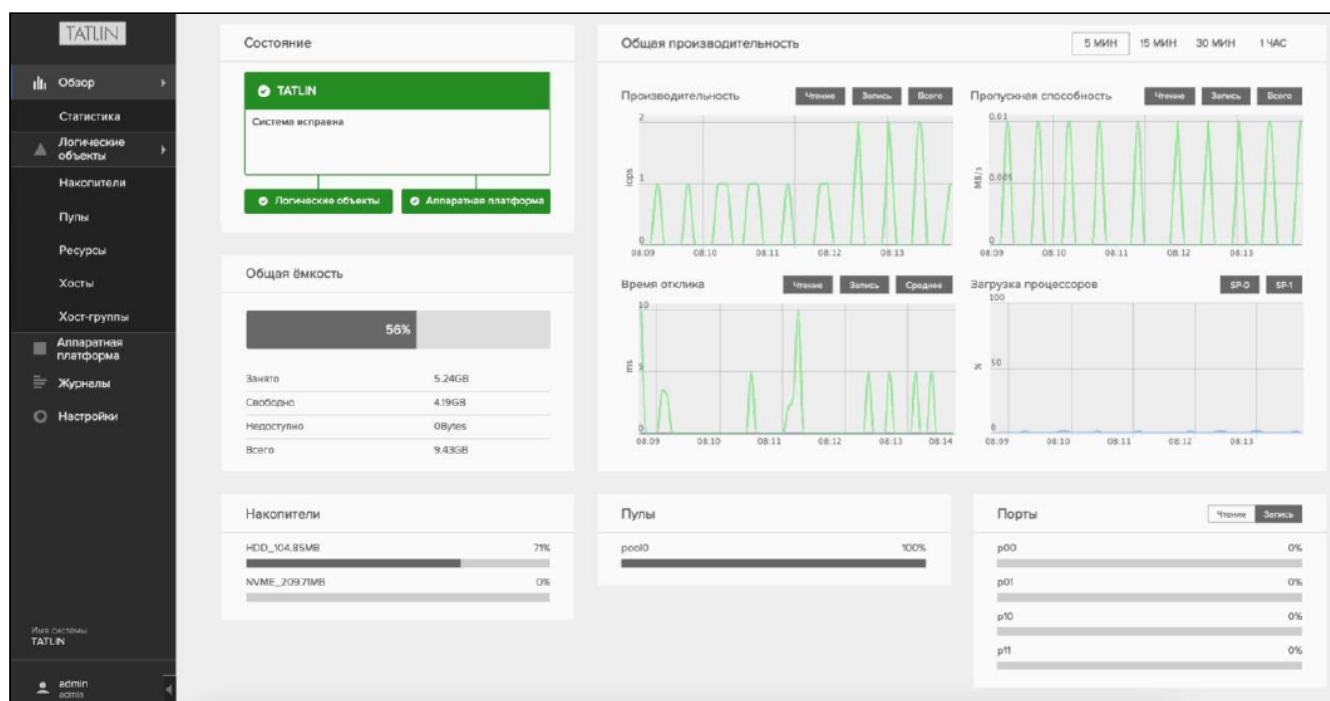 TATLIN
Обзор
Статистика
Логические
объекты
Накопители
Пулы
Ресурсы
Хосты
Хост-группы
Аппаратная
платформа
Журналы
Настройки
Имя системы
TATLIN
admin
admin
Состояние
TATLIN
Система исправна
Логические объекты
Аппаратная платформа
Общая ёмкость
56%
Занято 5.24GB
Свободно 4.19GB
Недоступно 0Bytes
Всего 9.43GB
Общая производительность
5 МИН 15 МИН 30 МИН 1 ЧАС
Производительность Чтение Запись Всего
2
iops
1
0
08:09 08:10 08:11 08:12 08:13
Пропускная способность Чтение Запись Всего
0.01
MB/s
0.005
0
08:09 08:10 08:11 08:12 08:13
Время отклика Чтение Запись Среднее
10
ms
5
0
08:09 08:10 08:11 08:12 08:13 08:14
Загрузка процессоров SP-0 SP-1
100
%
50
0
08:09 08:10 08:11 08:12 08:13
Накопители
HDD_104.85MB 71%
NVME_209.71MB 0%
Пулы
pool0 100%
Порты Чтение Запись
p00 0%
p01 0%
p10 0%
p11 0%